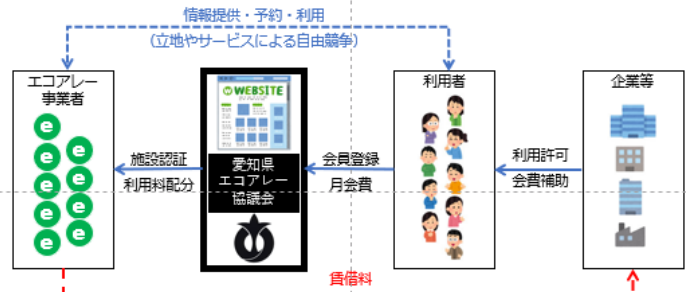 情報提供・予約・利用
（立地やサービスによる自由競争）
エコアレー
事業者
e
e
e
e
e
e
e
e
e
WEBSITE
愛知県
エコアレー
協議会
利用者
企業等
施設認証
利用料配分
会員登録
月会費
利用許可
会費補助
賃借料